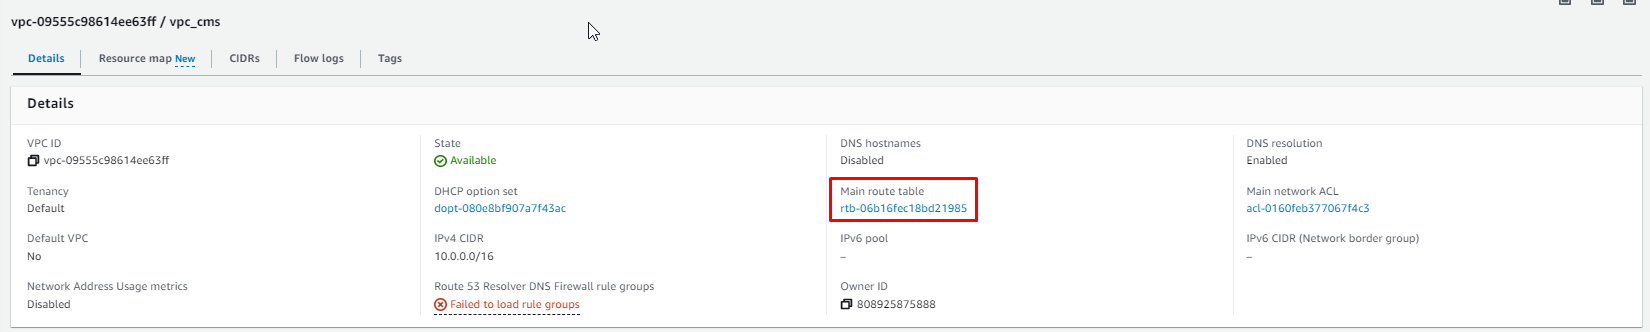 vpc-09555c98614ee63ff / vpc_cms
Details
Resource map New
CIDRs
Flow logs
Tags
Details
VPC ID
vpc-09555c98614ee63ff
State
Available
DNS hostnames
Disabled
DNS resolution
Enabled
Tenancy
Default
DHCP option set
dopt-080e8bf907a7f43ac
Main route table
rtb-06b16fec18bd21985
Main network ACL
acl-0160feb377067f4c3
Default VPC
No
IPv4 CIDR
10.0.0.0/16
IPv6 pool
–
IPv6 CIDR (Network border group)
–
Network Address Usage metrics
Disabled
Route 53 Resolver DNS Firewall rule groups
Failed to load rule groups
Owner ID
808925875888